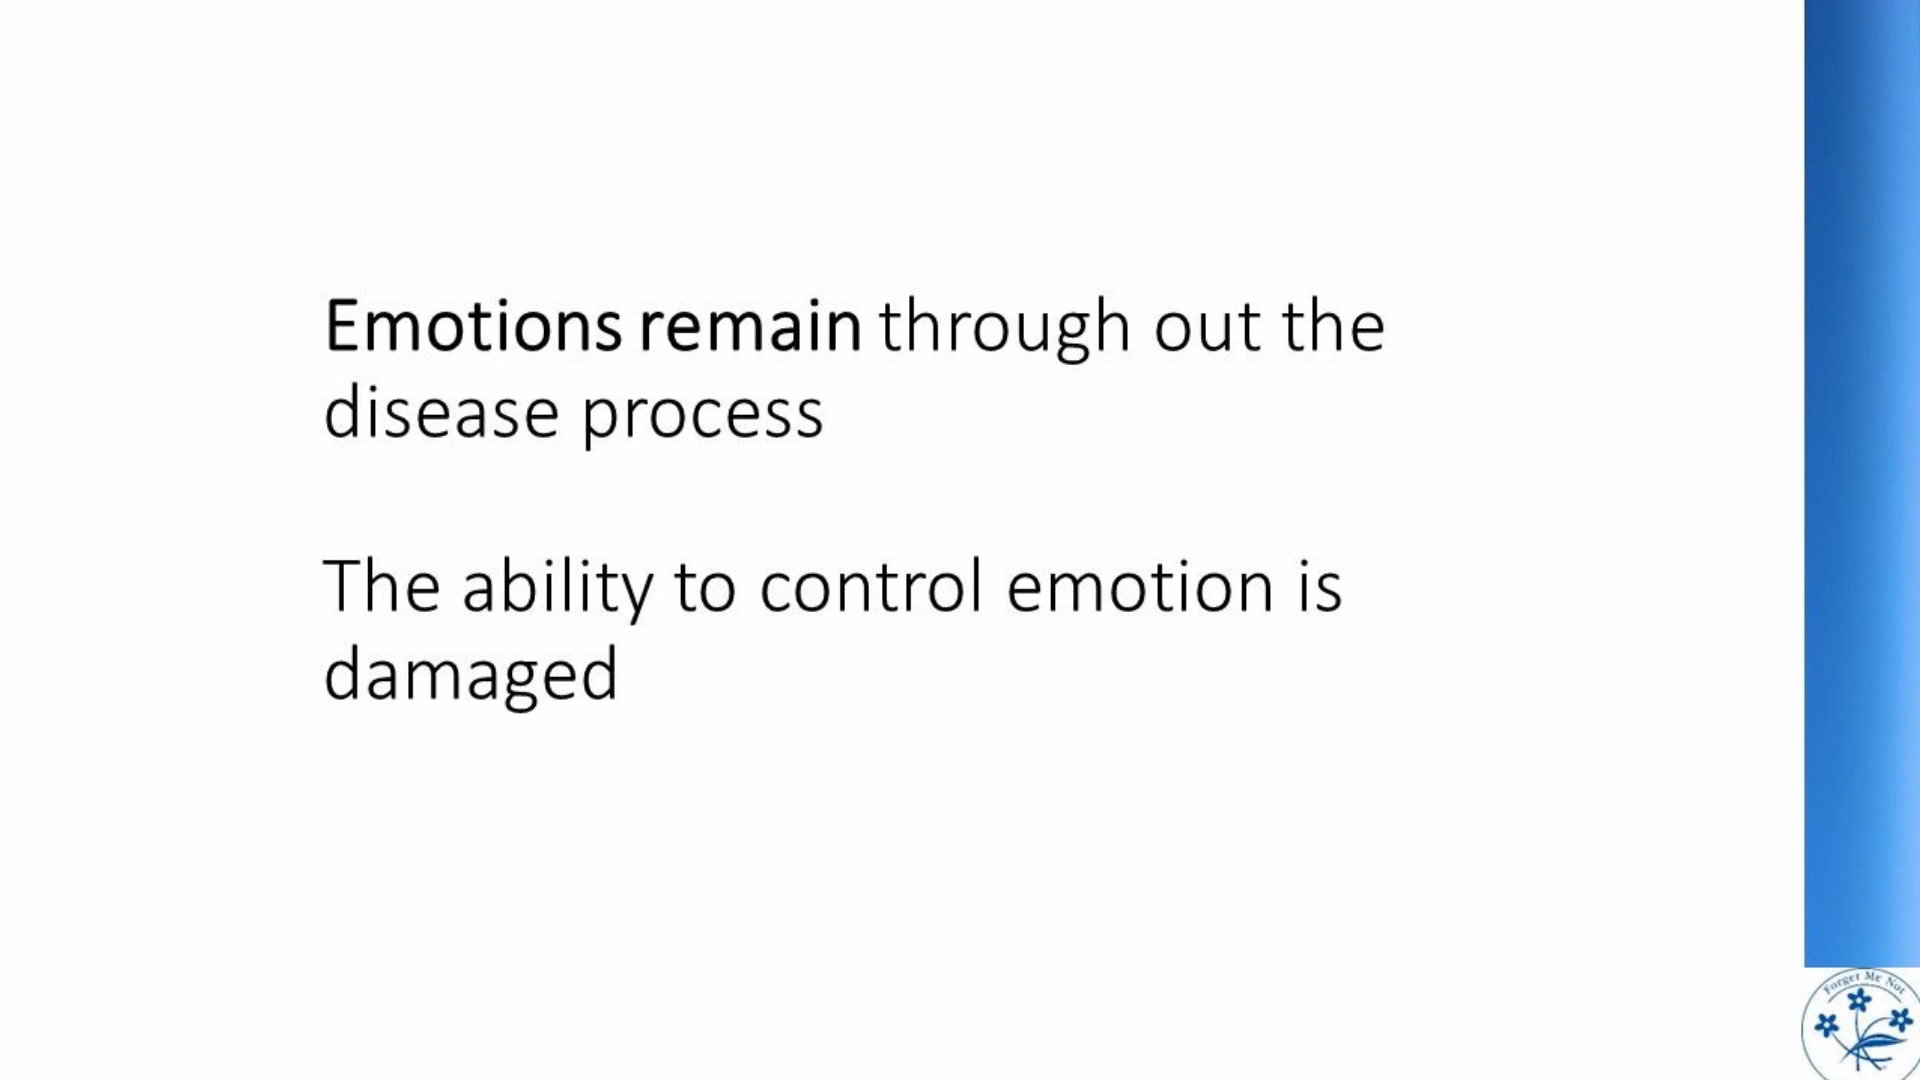 Emotions remain through out the
disease process
The ability to control emotion is
damaged
Forget Me Not